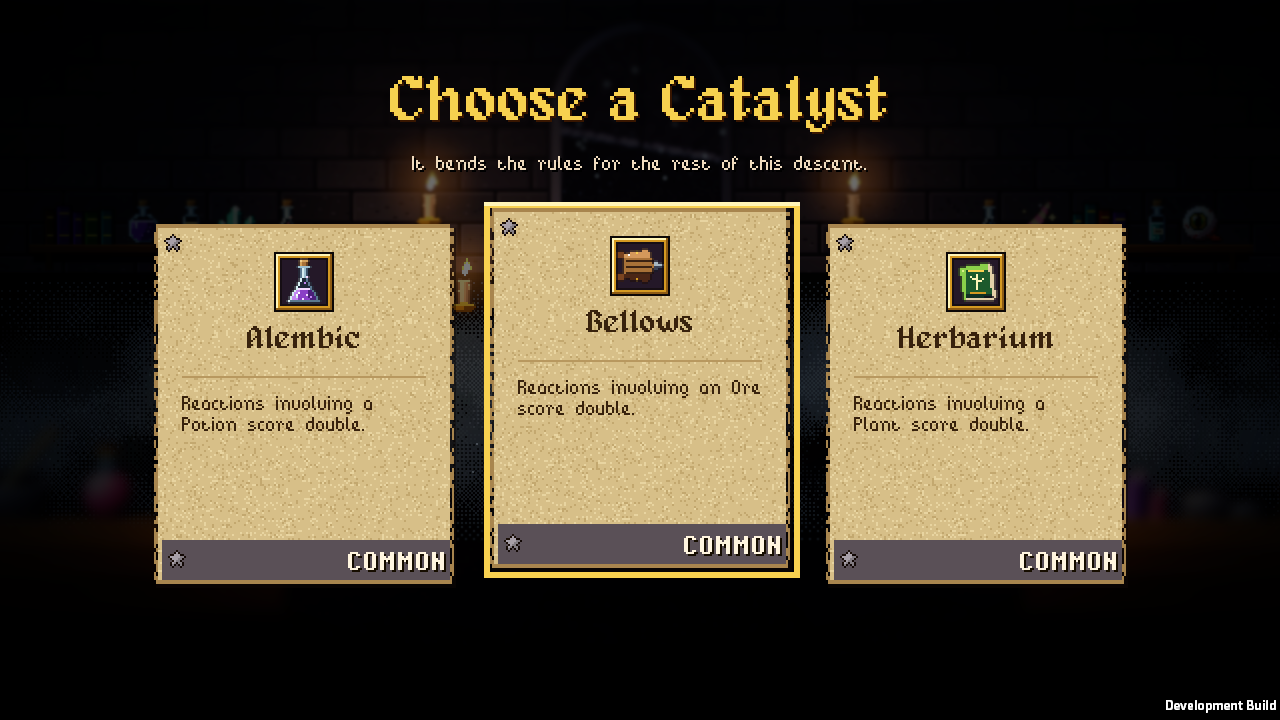 Choose a Catalyst
It bends the rules for the rest of this descent.
Alembic
Reactions involving a
Potion score double.
COMMON
Bellows
Reactions involving an Ore
score double.
COMMON
Herbarium
Reactions involving a
Plant score double.
COMMON
Development Build